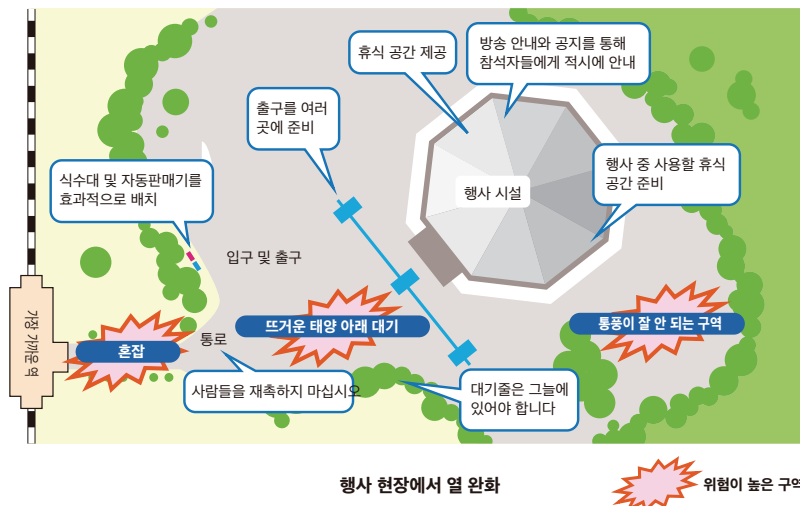 휴식 공간 제공
방송 안내와 공지를 통해
참석자들에게 적시에 안내
출구를 여러
곳에 준비
행사 중 사용할 휴식
공간 준비
식수대 및 자동판매기를
효과적으로 배치
행사 시설
입구 및 출구
가장 가까운 역
혼잡
통로
뜨거운 태양 아래 대기
통풍이 잘 안 되는 구역
사람들을 재촉하지 마십시오
대기줄은 그늘에
있어야 합니다
행사 현장에서 열 완화
위험이 높은 구역